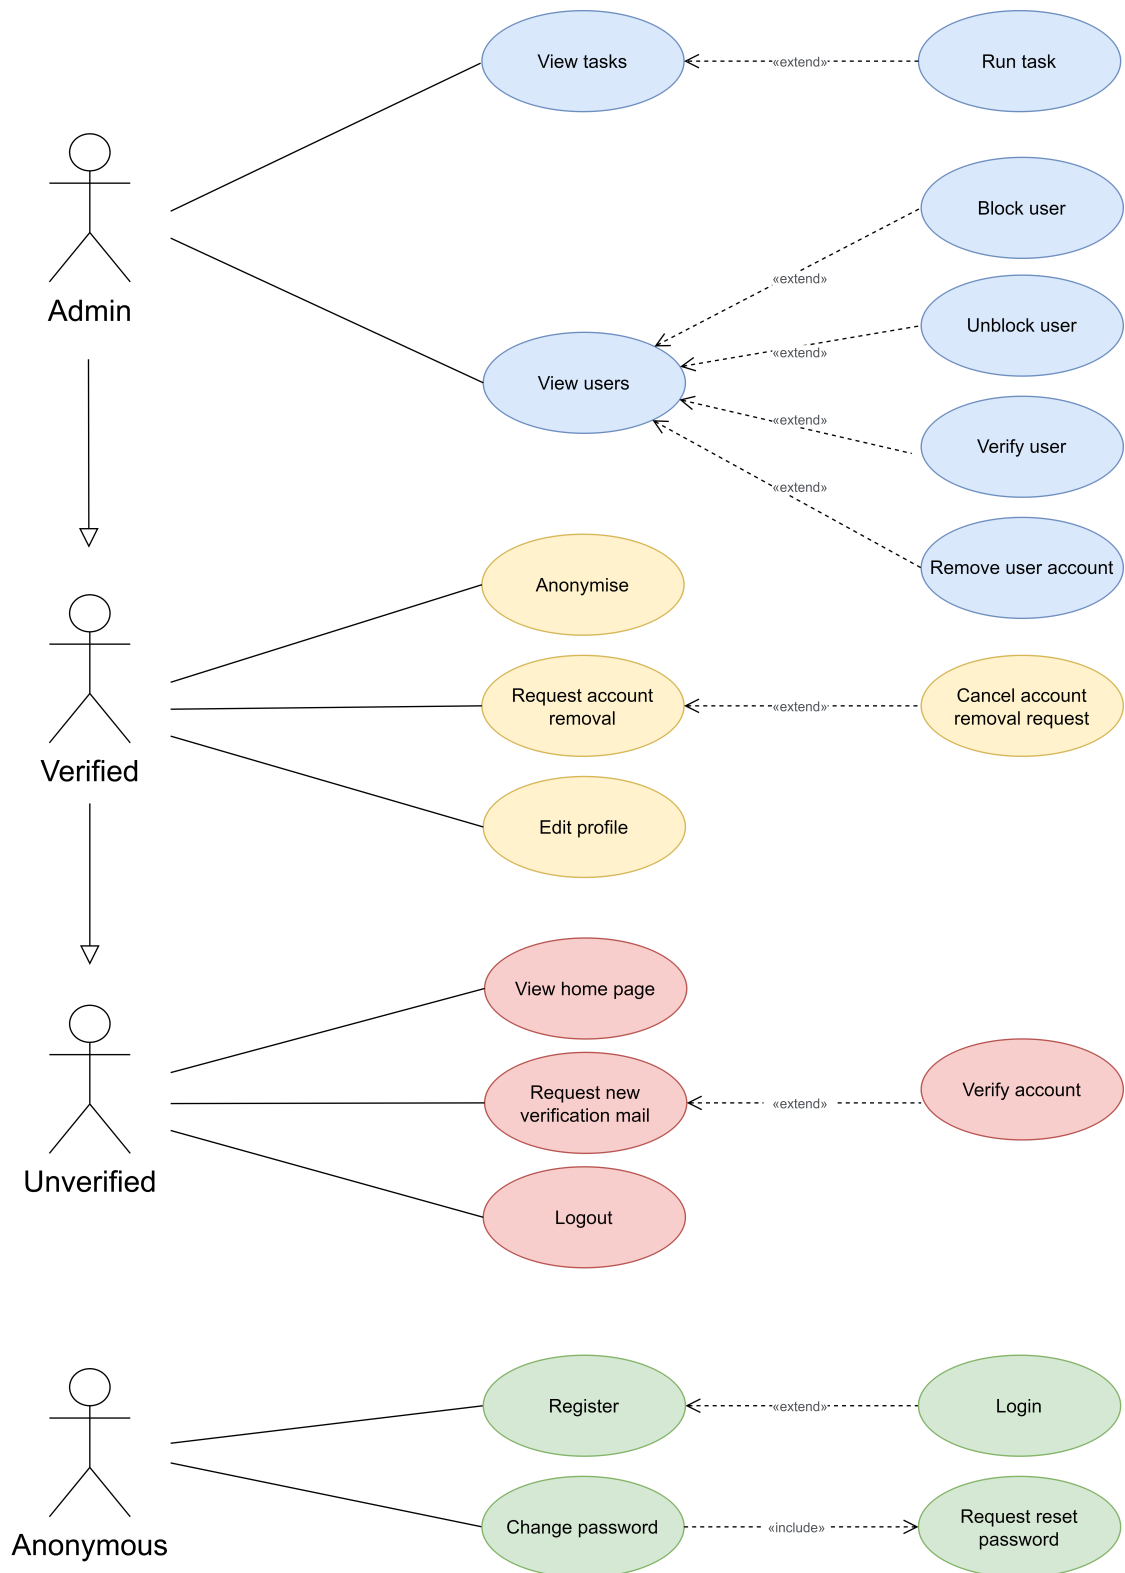 View tasks
«extend»
Run task
Admin
Block user
«extend»
Unblock user
«extend»
View users
«extend»
Verify user
«extend»
Remove user account
Verified
Anonymise
Request account
removal
«extend»
Cancel account
removal request
Edit profile
Unverified
View home page
Request new
verification mail
«extend»
Verify account
Logout
Anonymous
Register
«extend»
Login
Change password
«include»
Request reset
password